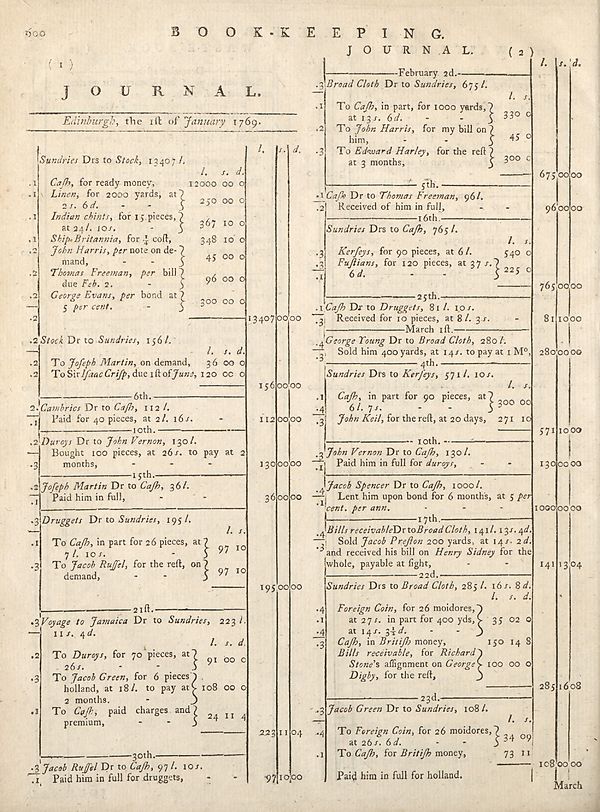 600 BOOK-KEEPING.
( 1 )
JOURNAL.
Edinburgh, the 1st of January 1769.
l. s. d.
Sundries Drs to Stock, 13407 l.
l. s. d.
.1 Cash, for ready money, 12000 00 0
.1 Linen, for 2000 yards, at
2 s. 6 d. - - 250 00 0
.1 Indian chints, for 15 pieces,
at 24 l. 10 s. - 367 10 0
.1 Ship Britannia, for ¼ cost, 348 10 0
.2 John Harris, per note on de-
mand, - - 45 00 0
.2 Thomas Freeman, per bill
due Feb. 2. - 96 00 0
.2 George Evans, per bond at
5 per cent. - 300 00 0
.2 13407 00 00
.2 Stock Dr to Sundries, 156 l.
l. s. d.
.2 To Joseph Martin, on demand, 36 00 0
.2 To Sir Isaac Crisp, due 1st of June, 120 00 0
156 00 00
6th.
2. Cambrics Dr to Cash, 112 l.
.1 Paid for 40 pieces, at 2 l. 16 s. - 112 00 00
10th.
.2 Duroys Dr to John Vernon, 130 l.
Bought 100 pieces, at 26 s. to pay at 2
.3 months, - - - 130 00 00
15th.
.2 Joseph Martin Dr to Cash, 36 l.
.1 Paid him in full, - - 36 00 00
.3 Druggets Dr to Sundries, 195 l.
l. s.
.1 To Cash, in part for 26 pieces, at
7 l. 10 s. - 97 10
.3 To Jacob Russel, for the rest, on
demand, - - 97 10
195 00 00
21st.
.3 Voyage to Jamaica Dr to Sundries, 223 l.
11 s. 4 d.
l. s. d.
.2 To Duroys, for 70 pieces, at
26 s. - - 91 00 0
.3 To Jacob Green, for 6 pieces
holland, at 18 l. to pay at 108 00 0
2 months. -
.1 To Cash, paid charges and
premium, - - 24 11 4
223 11 04
30th.
.3 Jacob Russel Dr to Cash, 97 l. 10 s.
.1 Paid him in full for druggets, - - 97 10 00
JOURNAL. ( 2 )
l. s. d.
February 2d.
.3 Broad Cloth Dr to Sundries, 675 l.
l. s.
.1 To Cash, in part, for 1000 yards,
at 13 s. 6 d. - - 330 0
.2 To John Harris, for my bill on
him, - - 45 0
.3 To Edward Harley, for the rest
at 3 months, - 300 0
675 00 00
5th.
.1 Cash Dr to Thomas Freeman, 96 l.
.2 Received of him in full, - - 96 00 00
16th.
Sundries Drs to Cash, 765 l.
l. s.
.3 Kerseys, for 90 pieces, at 6 l. 540 0
.3 Fustians, for 120 pieces, at 37 s.
.1 6 d. - - 225 0
765 00 00
25th.
.1 Cash Dr to Druggets, 81 l. 10 s.
.3 Received for 10 pieces, at 8 l. 3 s. - 81 10 00
March 1st.
.4 George Young Dr to Broad Cloth, 280 l.
.3 Sold him 400 yards, at 14 s. to pay at 1 Mo, 280 00 00
4th.
Sundries Drs to Kerseys, 571 l. 10 s.
l. s.
.1 Cash, in part for 90 pieces, at
6 l. 7 s. - - 300 00
.4
.3 John Keil, for the rest, at 20 days, 271 10
571 10 00
10th.
.3 John Vernon Dr to Cash, 130 l.
.1 Paid him in full for duroys, - - 130 00 00
.4 Jacob Spencer Dr to Cash, 1000 l.
.1 Lent him upon bond for 6 months, at 5 per
cent. per ann. - - - 1000 00 00
17th.
.4 Bills receivable Dr to Broad Cloth, 141 l. 13 s. 4 d.
.3 Sold Jacob Preston 200 yards, at 14 s. 2 d.
and received his bill on Henry Sidney for the
whole, payable at sight, - - 141 13 04
22d.
Sundries Drs to Broad Cloth, 285 l. 16 s. 8 d.
l. s. d.
.4 Foreign Coin, for 26 moidores,
.1 at 27 s. in part for 400 yds, 35 02 0
.4 at 14 s. 3½ d. - -
.3 Cash, in British money, 150 14 8
Bills receivable, for Richard
Stone's assignment on George 100 00 0
Digby, for the rest,
285 16 08
23d.
.3 Jacob Green Dr to Sundries, 108 l.
l. s.
.4 To Foreign Coin, for 26 moidores,
at 26 s. 6 d. - - 34 09
.1 To Cash, for British money, 73 11
108 00 00
Paid him in full for holland.
March